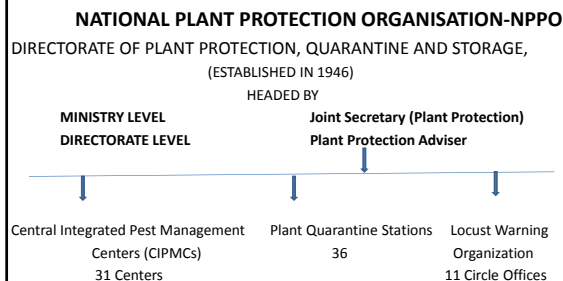 NATIONAL PLANT PROTECTION ORGANISATION-NPPO
DIRECTORATE OF PLANT PROTECTION, QUARANTINE AND STORAGE,
(ESTABLISHED IN 1946)
HEADED BY
MINISTRY LEVEL Joint Secretary (Plant Protection)
DIRECTORATE LEVEL Plant Protection Adviser
Central Integrated Pest Management Plant Quarantine Stations Locust Warning
Centers (CIPMCs) 36 Organization
31 Centers 11 Circle Offices